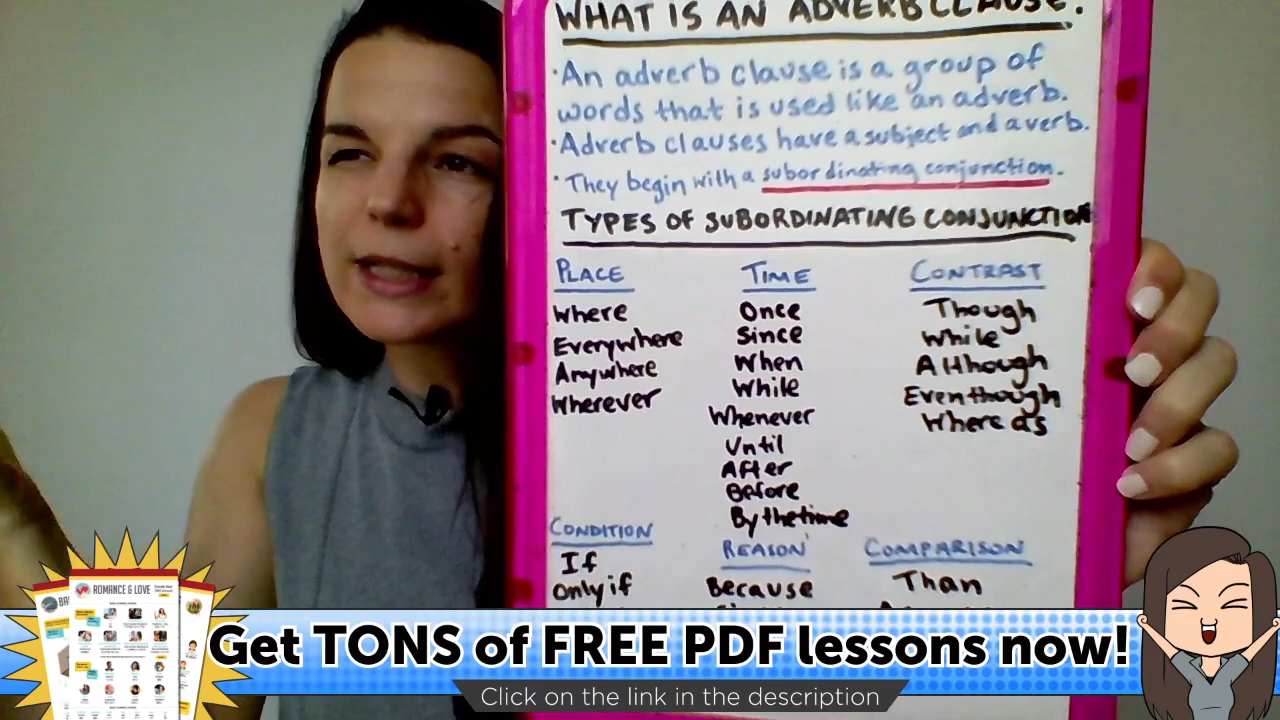 WHAT IS AN ADVERB CLAUSE?
·An adverb clause is a group of
words that is used like an adverb.
·Adverb clauses have a subject and a verb.
·They begin with a subordinating conjunction.
TYPES OF SUBORDINATING CONJUNCTION
PLACE
Where
Everywhere
Anywhere
Wherever
TIME
Once
Since
When
While
Whenever
Until
After
Before
By the time
CONTRAST
Though
While
Although
Even though
Where as
CONDITION
If
Only if
REASON
Because
COMPARISON
Than
ROMANCE & LOVE
Get TONS of FREE PDF lessons now!
Click on the link in the description